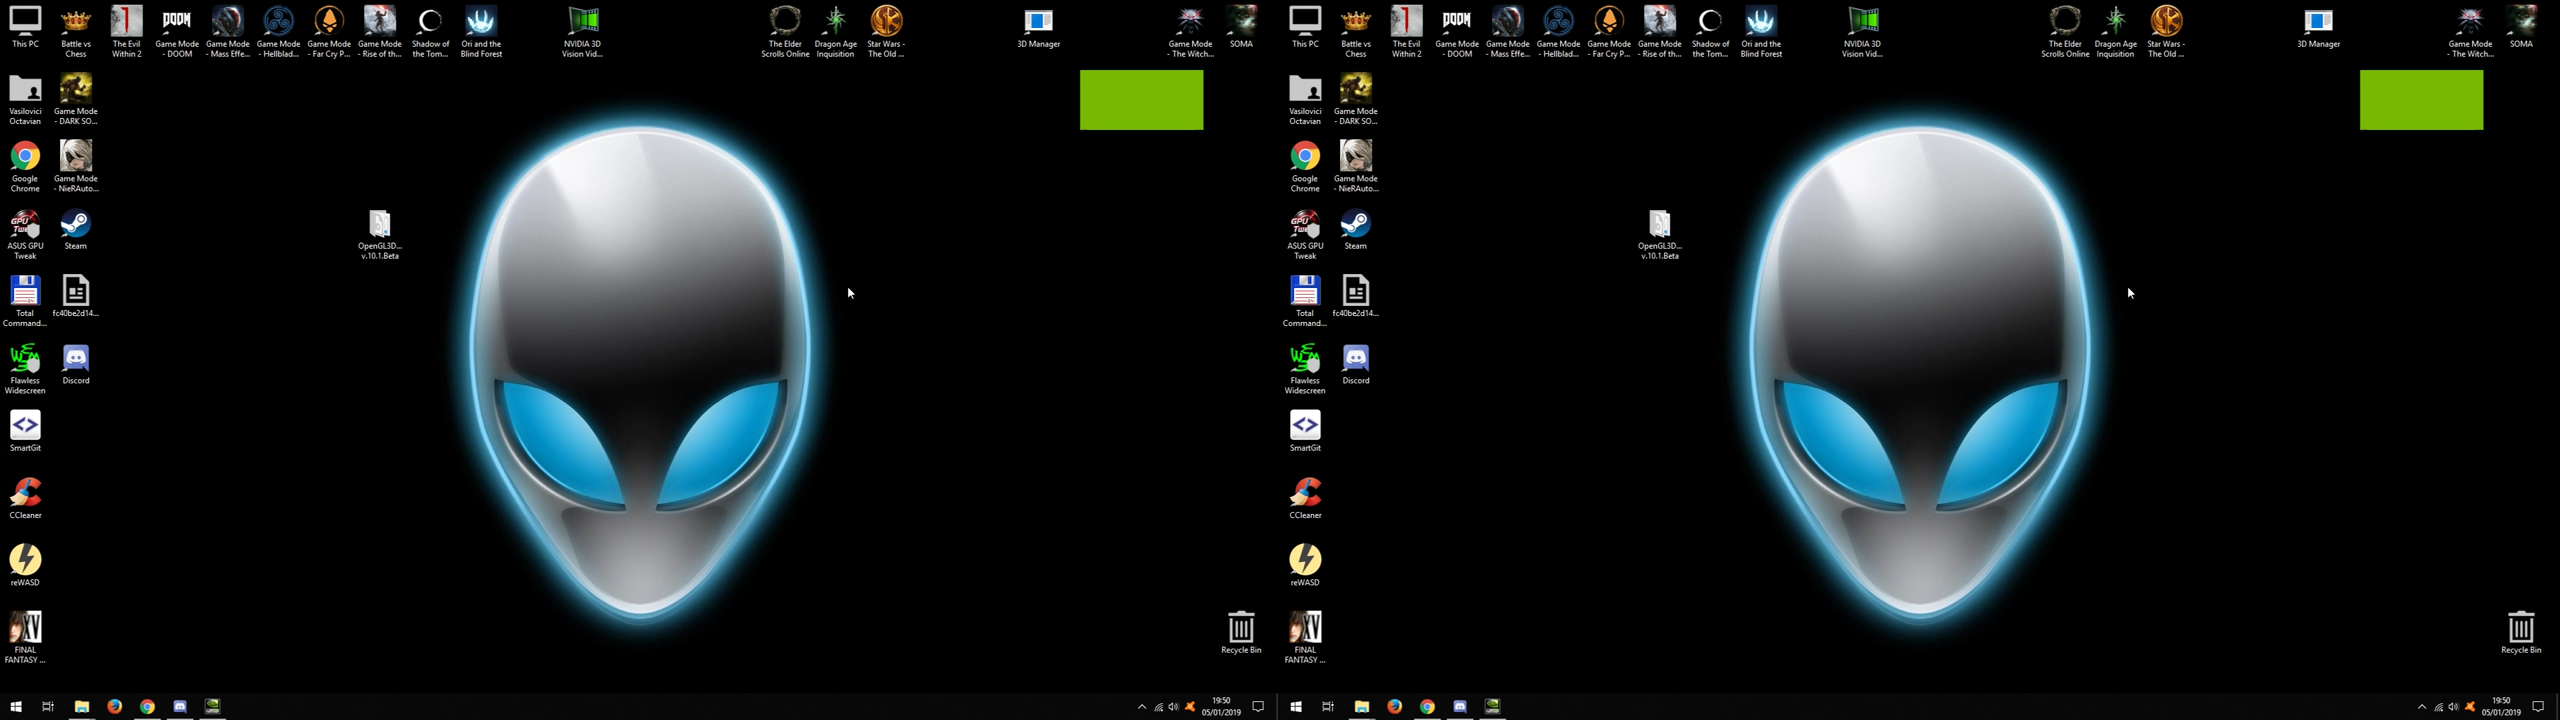 This PC
Battle vs
Chess
The Evil
Within 2
Game Mode
- DOOM
Game Mode
- Mass Effe...
Game Mode
- Hellblad...
Game Mode
- Far Cry P...
Game Mode
- Rise of th...
Shadow of
the Tom...
Ori and the
Blind Forest
NVIDIA 3D
Vision Vid...
The Elder
Scrolls Online
Dragon Age
Inquisition
Star Wars -
The Old ...
3D Manager
Game Mode
- The Witch...
SOMA
Vasilovici
Octavian
Game Mode
- DARK SO...
Google
Chrome
Game Mode
- NieRAuto...
ASUS GPU
Tweak
Steam
OpenGL3D...
v.10.1.Beta
Total
Command...
fc40be2d14...
Flawless
Widescreen
Discord
SmartGit
CCleaner
reWASD
FINAL
FANTASY ...
Recycle Bin
19:50
05/01/2019
This PC
Battle vs
Chess
The Evil
Within 2
Game Mode
- DOOM
Game Mode
- Mass Effe...
Game Mode
- Hellblad...
Game Mode
- Far Cry P...
Game Mode
- Rise of th...
Shadow of
the Tom...
Ori and the
Blind Forest
NVIDIA 3D
Vision Vid...
The Elder
Scrolls Online
Dragon Age
Inquisition
Star Wars -
The Old ...
3D Manager
Game Mode
- The Witch...
SOMA
Vasilovici
Octavian
Game Mode
- DARK SO...
Google
Chrome
Game Mode
- NieRAuto...
ASUS GPU
Tweak
Steam
OpenGL3D...
v.10.1.Beta
Total
Command...
fc40be2d14...
Flawless
Widescreen
Discord
SmartGit
CCleaner
reWASD
FINAL
FANTASY ...
Recycle Bin
19:50
05/01/2019